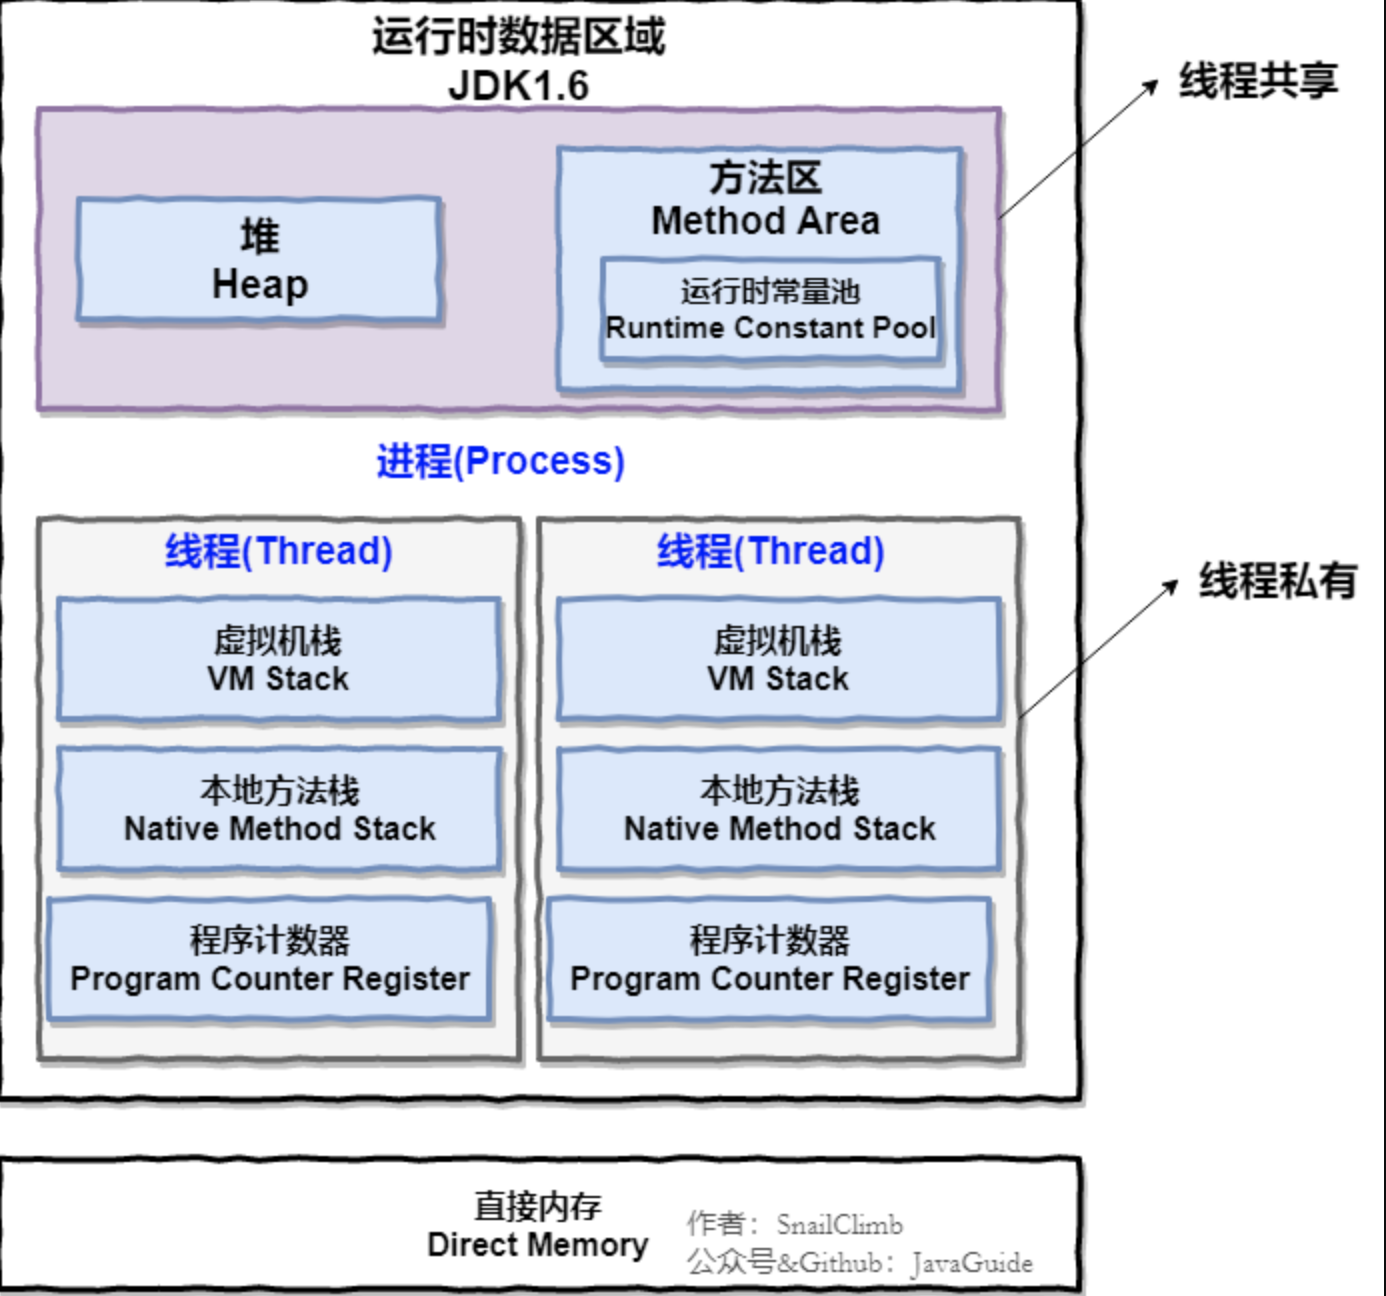 运行时数据区域
JDK1.6
线程共享
堆
Heap
方法区
Method Area
运行时常量池
Runtime Constant Pool
进程(Process)
线程(Thread)
虚拟机栈
VM Stack
本地方法栈
Native Method Stack
程序计数器
Program Counter Register
线程(Thread)
虚拟机栈
VM Stack
本地方法栈
Native Method Stack
程序计数器
Program Counter Register
线程私有
直接内存
Direct Memory
作者：SnailClimb
公众号&Github：JavaGuide